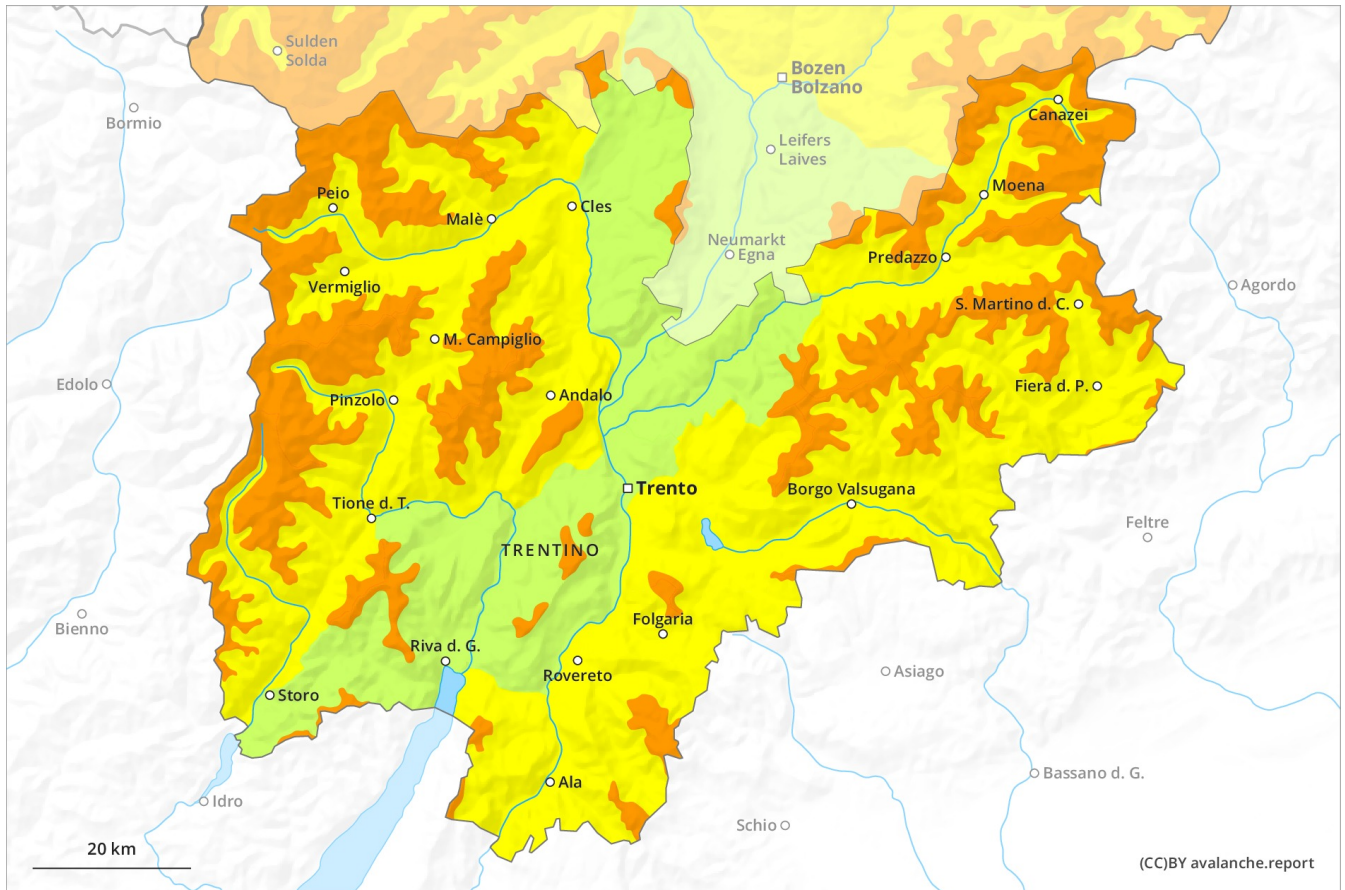 Sulden
Solda
Bozen
Bolzano
Bormio
Canazei
Leifers
Laives
Peio
Moena
Malè
Cles
Neumarkt
Egna
Predazzo
Vermiglio
Agordo
S. Martino d. C.
M. Campiglio
Edolo
Fiera d. P.
Pinzolo
Andalo
Trento
Borgo Valsugana
Tione d. T.
Feltre
TRENTINO
Bienno
Folgaria
Riva d. G.
Rovereto
Asiago
Storo
Bassano d. G.
Ala
Idro
Schio
20 km
(CC)BY avalanche.report